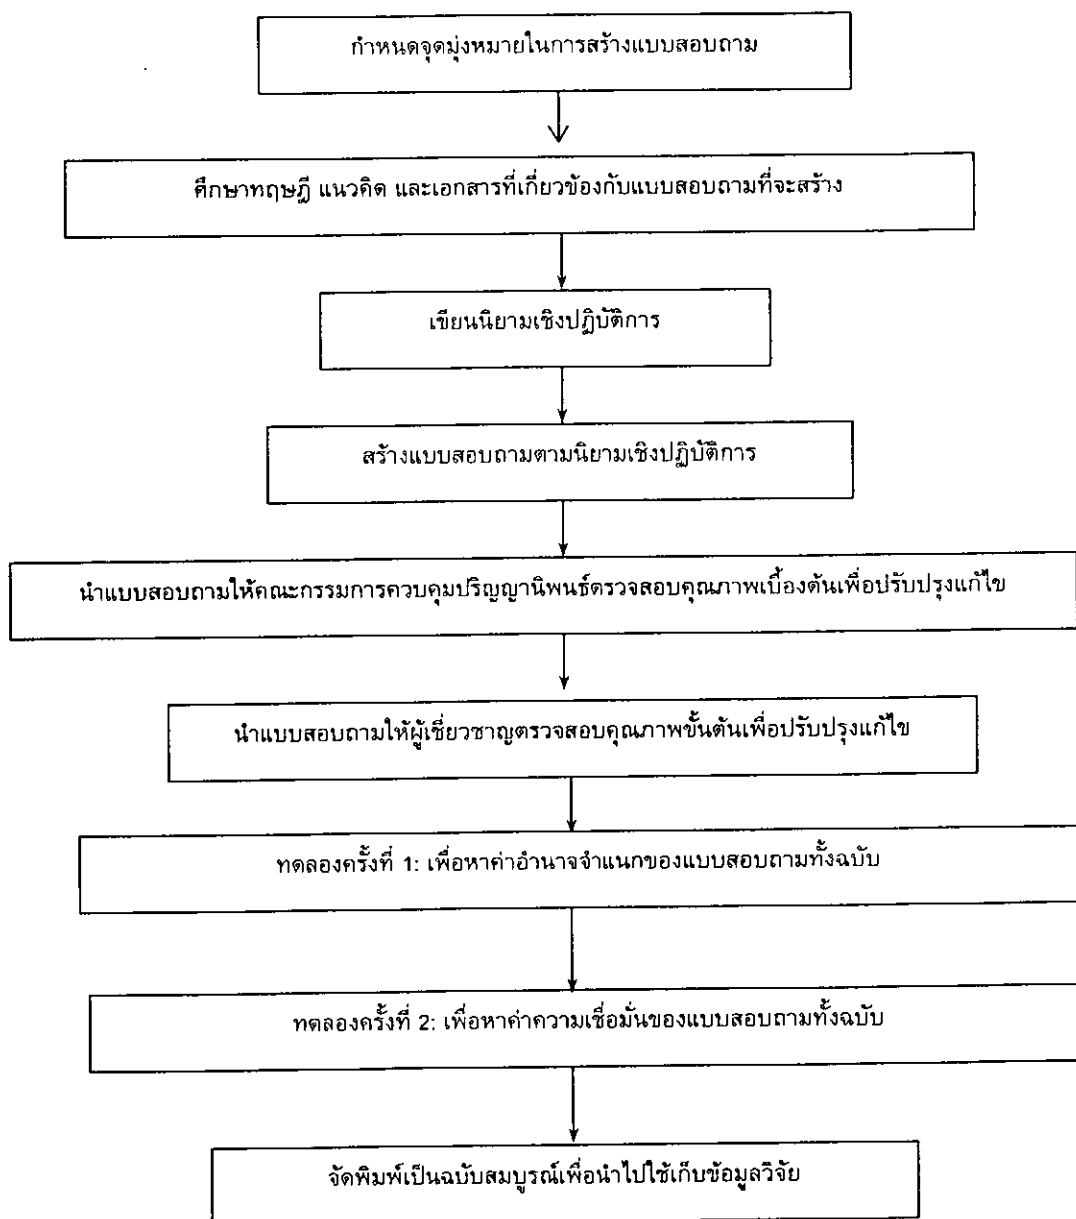 กำหนดจุดมุ่งหมายในการสร้างแบบสอบถาม
ศึกษาทฤษฎี แนวคิด และเอกสารที่เกี่ยวข้องกับแบบสอบถามที่จะสร้าง
เขียนนิยามเชิงปฏิบัติการ
สร้างแบบสอบถามตามนิยามเชิงปฏิบัติการ
นำแบบสอบถามให้คณะกรรมการควบคุมปริญญานิพนธ์ตรวจสอบคุณภาพเบื้องต้นเพื่อปรับปรุงแก้ไข
นำแบบสอบถามให้ผู้เชี่ยวชาญตรวจสอบคุณภาพขั้นต้นเพื่อปรับปรุงแก้ไข
ทดลองครั้งที่ 1: เพื่อหาค่าอำนาจจำแนกของแบบสอบถามทั้งฉบับ
ทดลองครั้งที่ 2: เพื่อหาค่าความเชื่อมั่นของแบบสอบถามทั้งฉบับ
จัดพิมพ์เป็นฉบับสมบูรณ์เพื่อนำไปใช้เก็บข้อมูลวิจัย